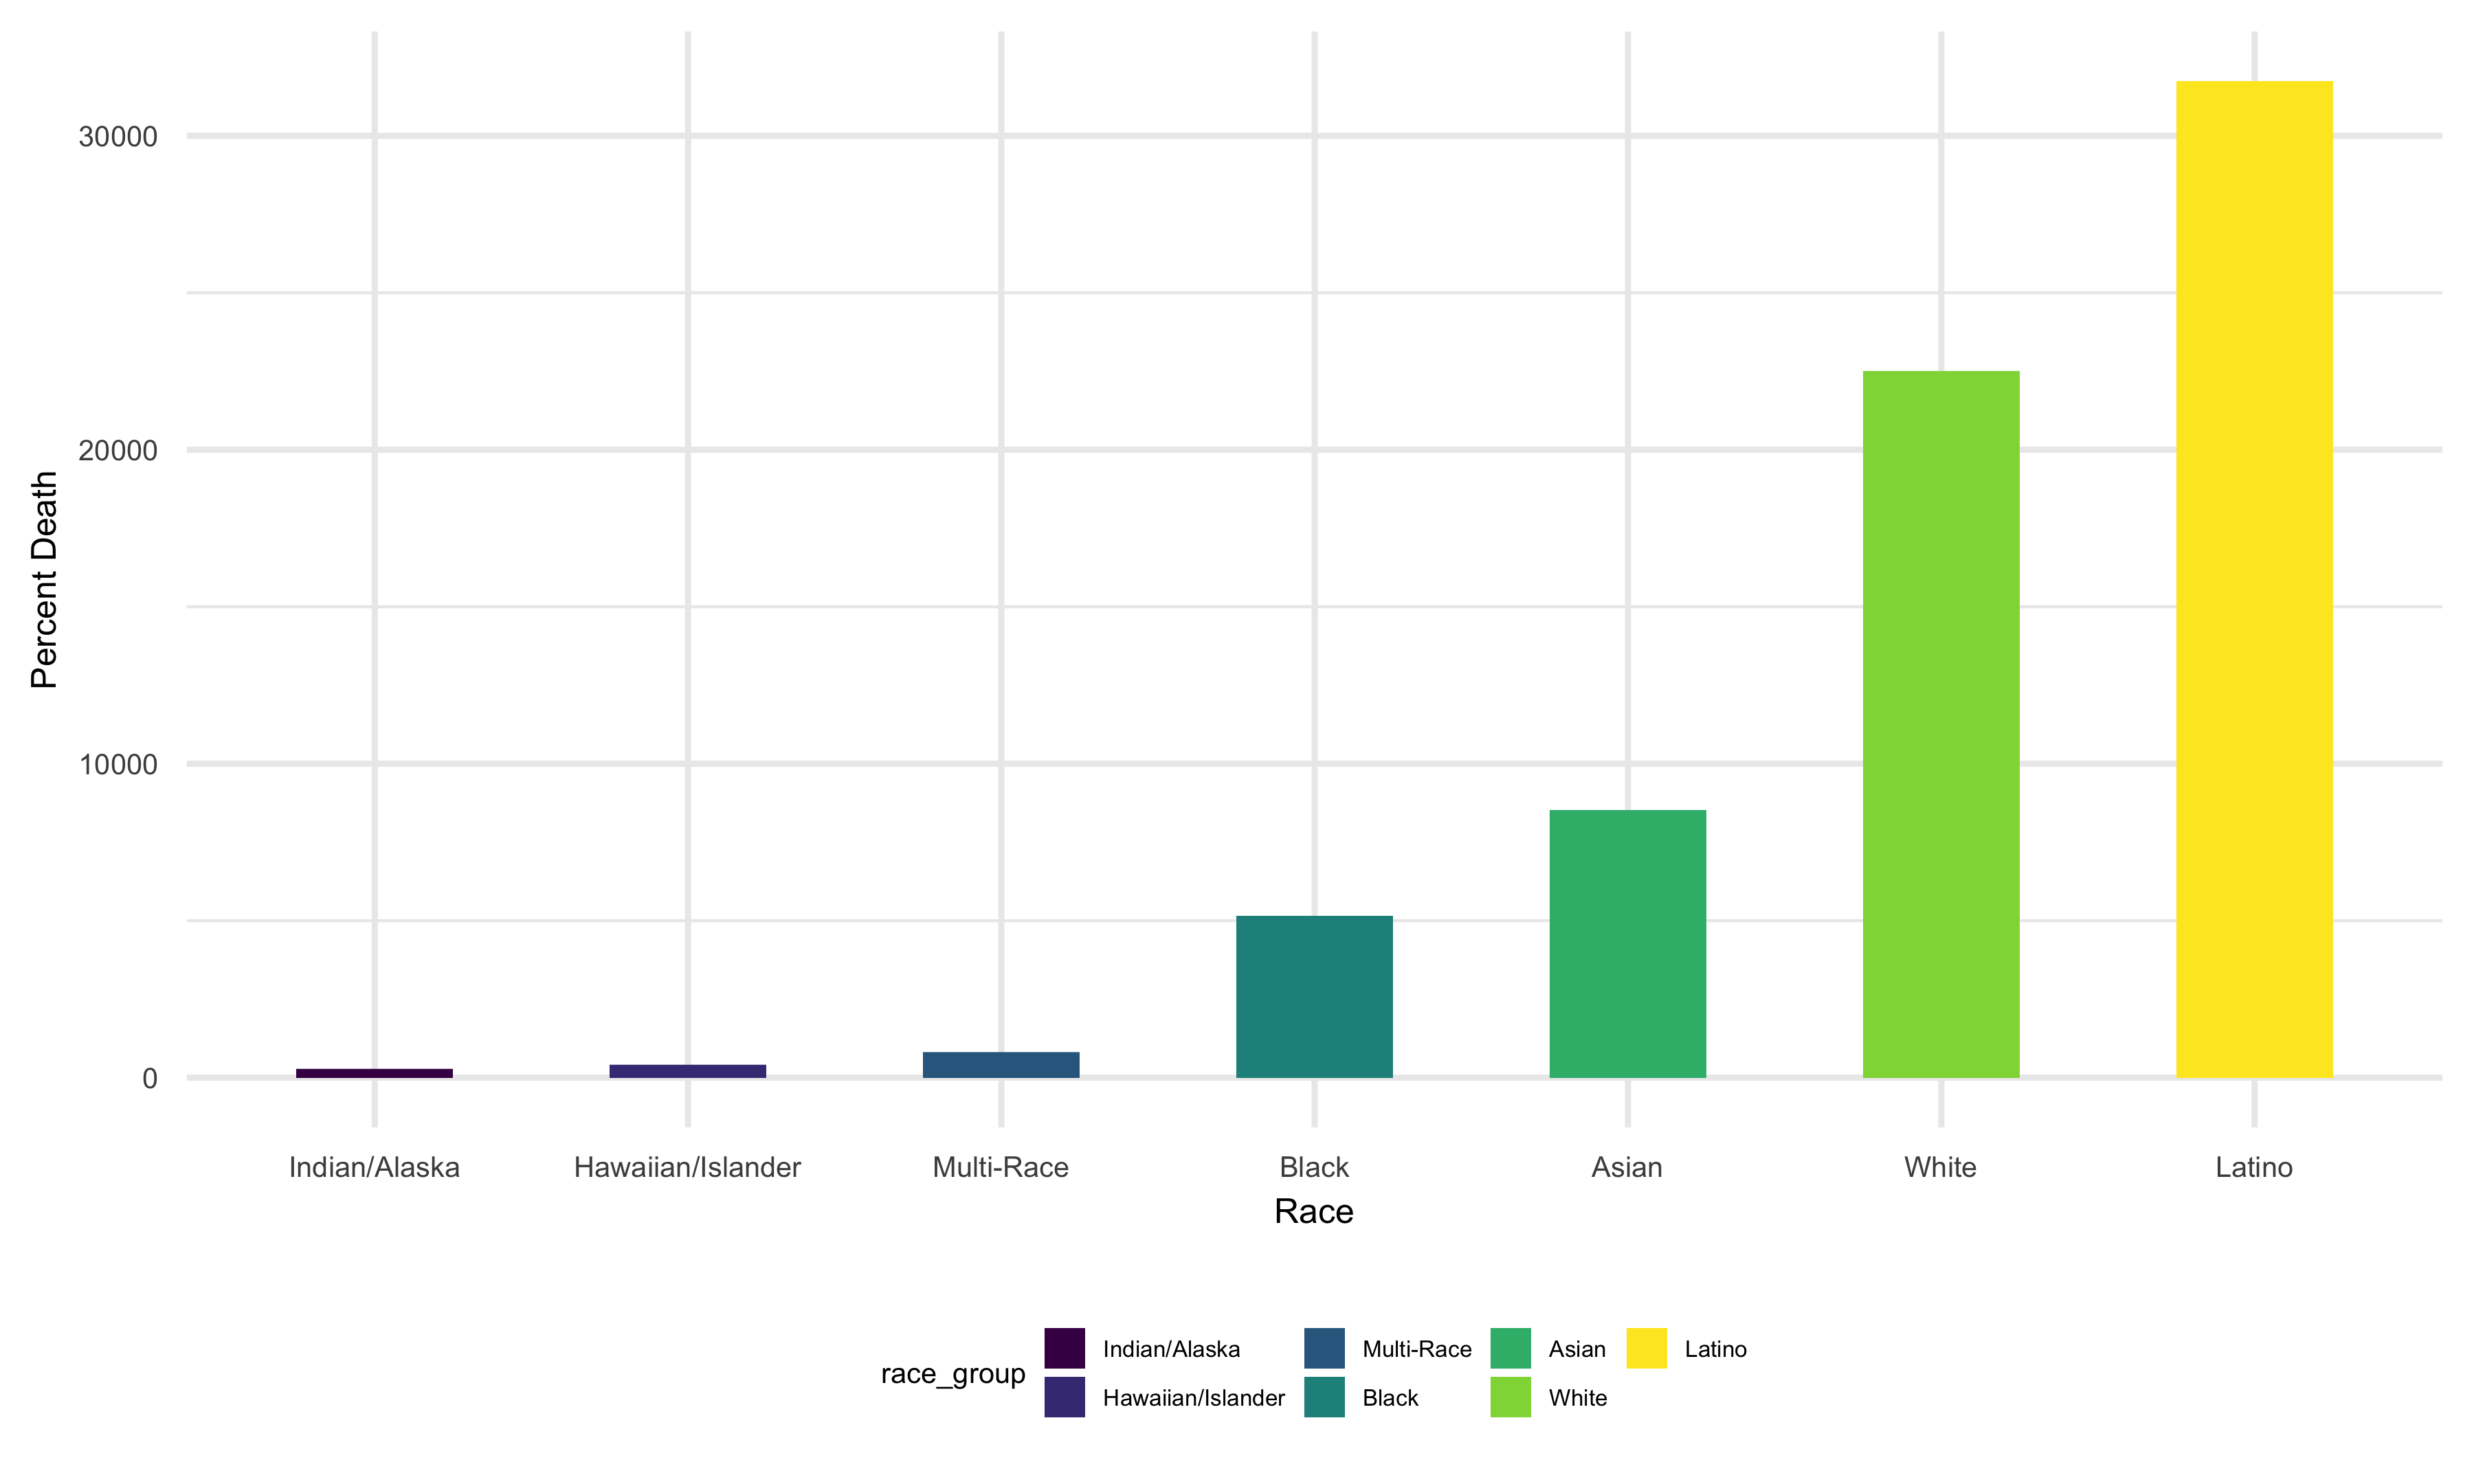 Percent Death
30000
20000
10000
0
Indian/Alaska Hawaiian/Islander Multi-Race Black Asian White Latino
Race
race_group
Indian/Alaska Multi-Race Asian Latino
Hawaiian/Islander Black White